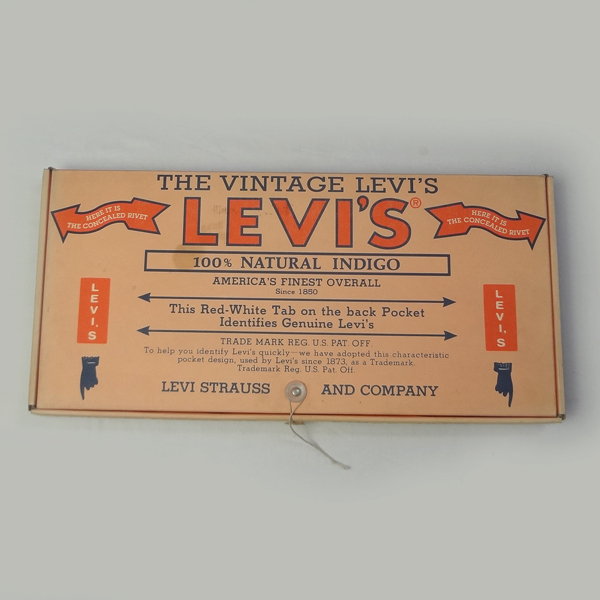 THE VINTAGE LEVI'S
HERE IT IS
THE CONCEALED RIVET
LEVI'S®
HERE IT IS
THE CONCEALED RIVET
100% NATURAL INDIGO
AMERICA'S FINEST OVERALL
Since 1850
LEVI'S
This Red-White Tab on the back Pocket
Identifies Genuine Levi's
LEVI'S
TRADE MARK REG. U.S. PAT. OFF.
To help you identify Levi's quickly—we have adopted this characteristic
pocket design, used by Levi's since 1873, as a Trademark.
Trademark Reg. U.S. Pat. Off.
LEVI STRAUSS AND COMPANY